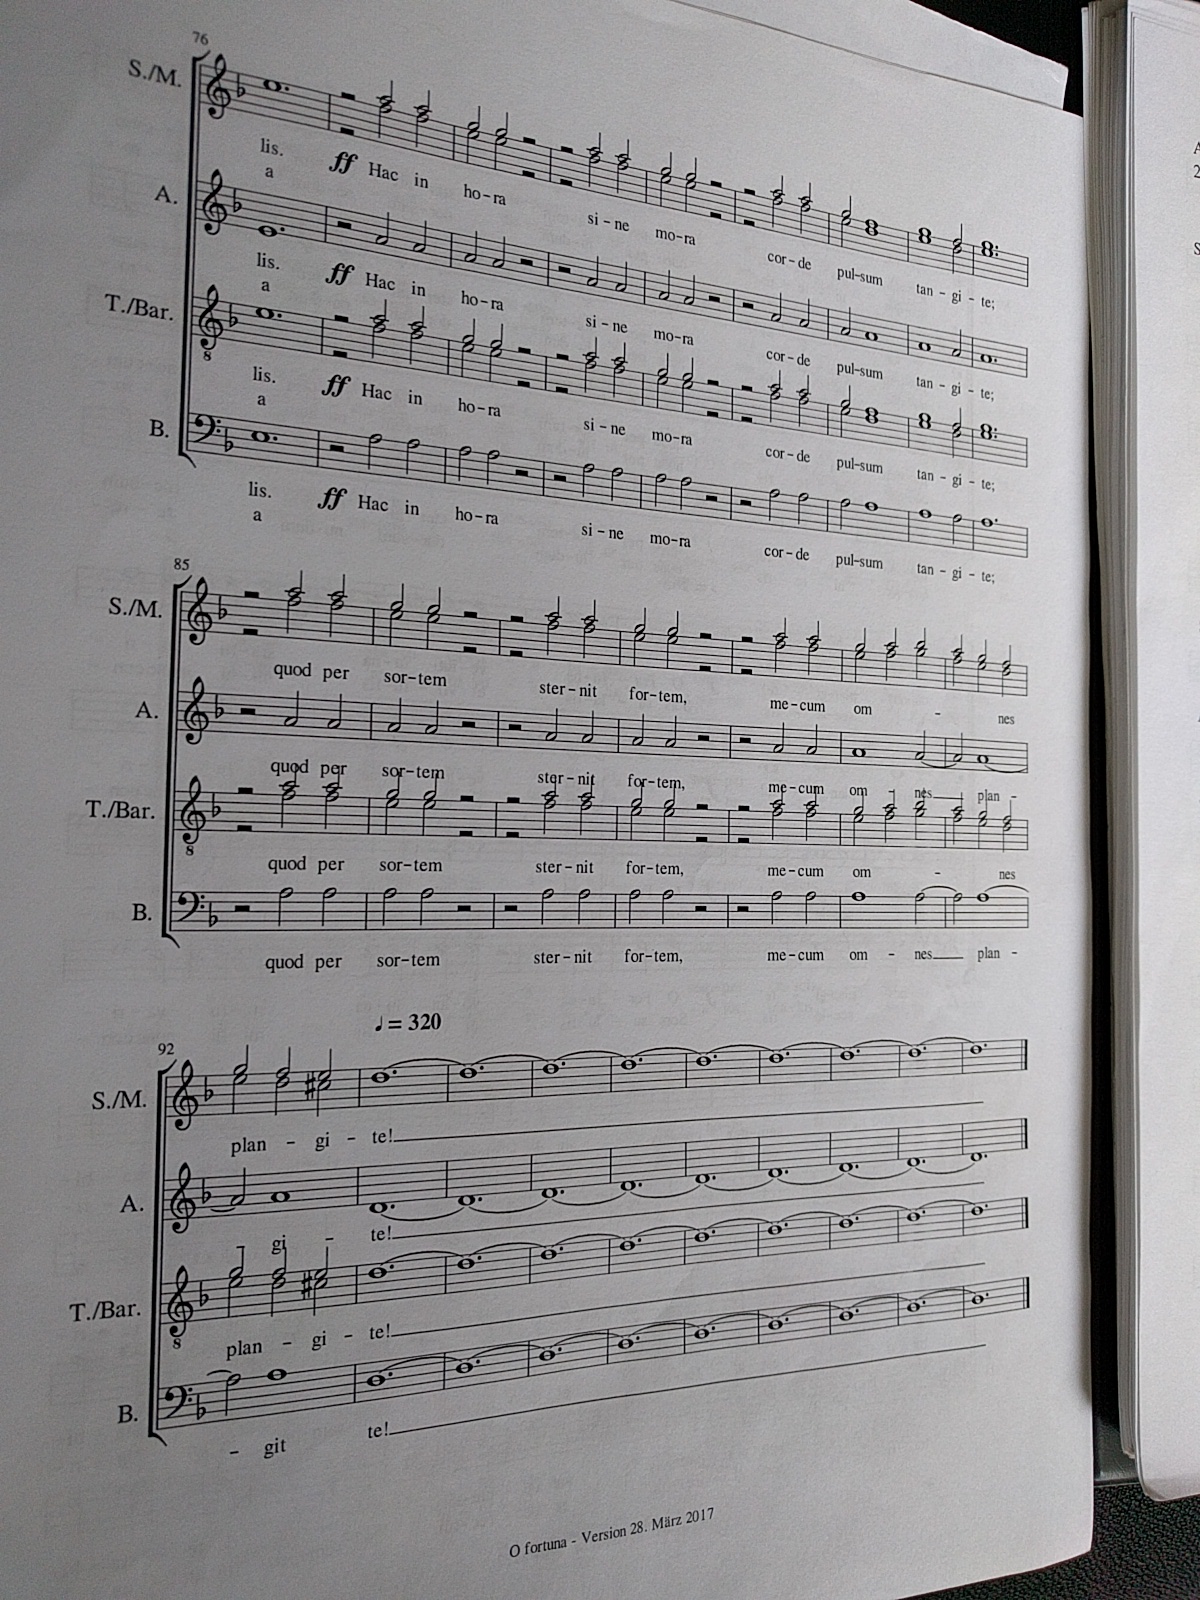 76
S./M.
lis. ff Hac in ho-ra si-ne mo-ra cor-de pul-sum tan-gi-te;
a
A.
lis. ff Hac in ho-ra si-ne mo-ra cor-de pul-sum tan-gi-te;
a
T./Bar.
8
lis. ff Hac in ho-ra si-ne mo-ra cor-de pul-sum tan-gi-te;
a
B.
lis. ff Hac in ho-ra si-ne mo-ra cor-de pul-sum tan-gi-te;
a
85
S./M.
quod per sor-tem ster-nit for-tem, me-cum om - nes
A.
quod per sor-tem ster-nit for-tem, me-cum om - nes plan -
T./Bar.
8
quod per sor-tem ster-nit for-tem, me-cum om - nes
B.
quod per sor-tem ster-nit for-tem, me-cum om - nes plan -
♩ = 320
92
S./M.
plan - gi - te!
A.
- gi - te!
T./Bar.
8
plan - gi - te!
B.
- git te!
O fortuna - Version 28. März 2017
A
2
S